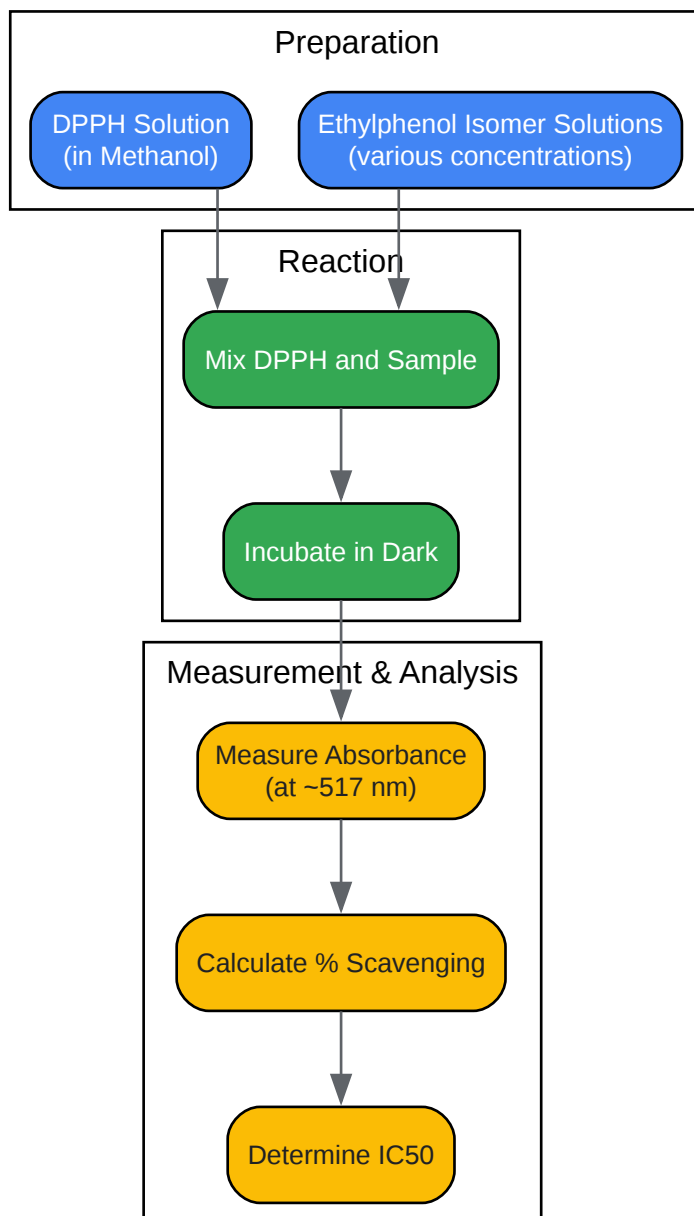 Preparation
DPPH Solution
(in Methanol)
Ethylphenol Isomer Solutions
(various concentrations)
Reaction
Mix DPPH and Sample
Incubate in Dark
Measurement & Analysis
Measure Absorbance
(at ~517 nm)
Calculate % Scavenging
Determine IC50